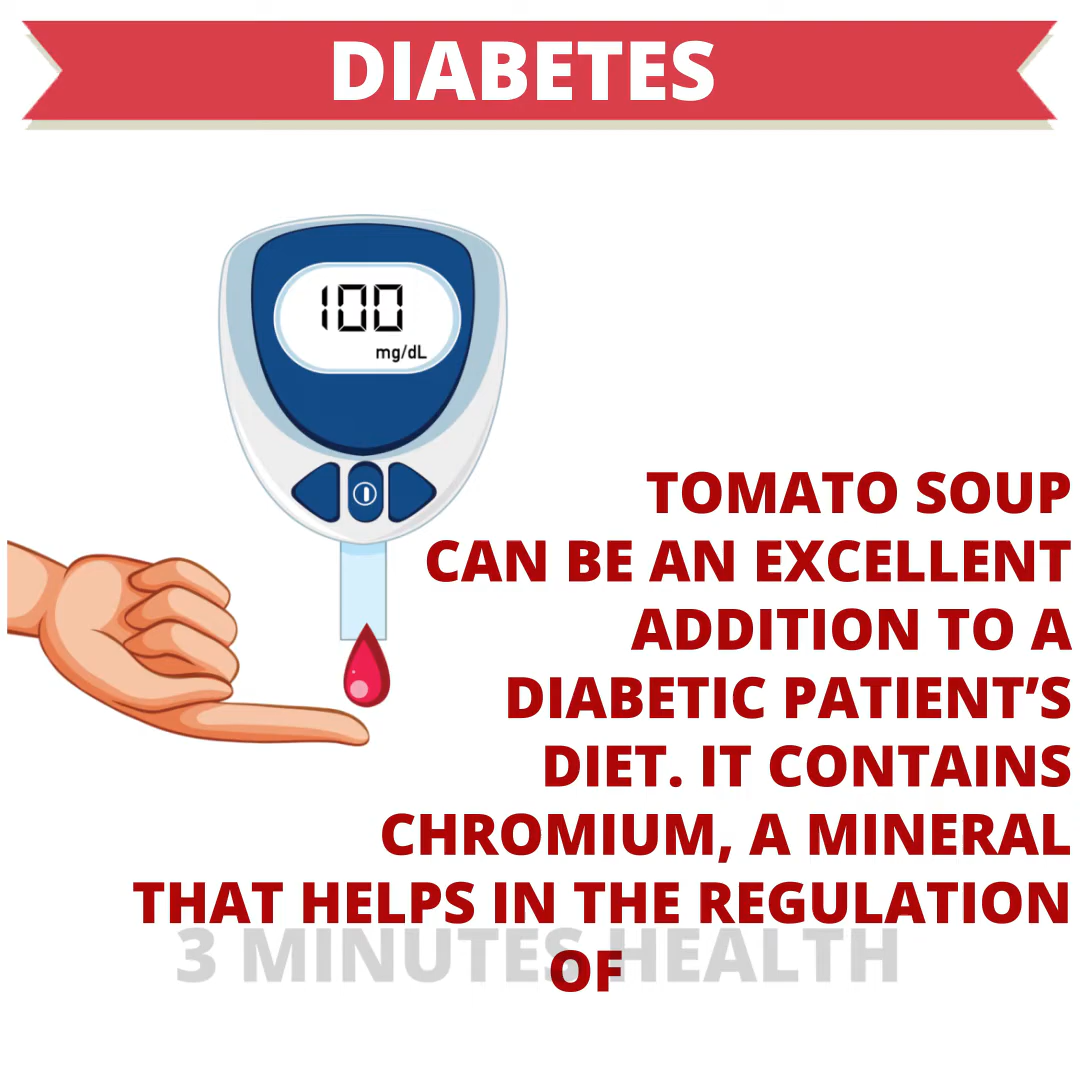 DIABETES
100
mg/dL
TOMATO SOUP
CAN BE AN EXCELLENT
ADDITION TO A
DIABETIC PATIENT’S
DIET. IT CONTAINS
CHROMIUM, A MINERAL
THAT HELPS IN THE REGULATION
OF
3 MINUTES HEALTH